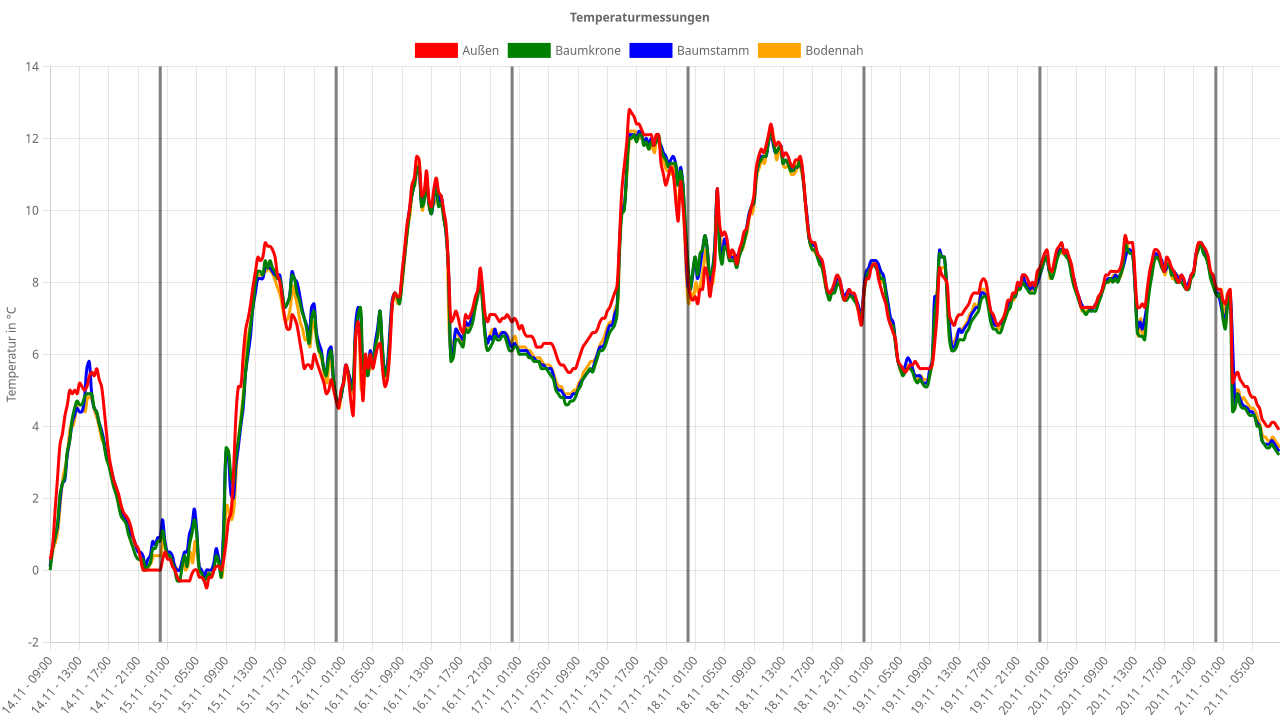 Temperaturmessungen
Außen Baumkrone Baumstamm Bodennah
Temperatur in °C
14
12
10
8
6
4
2
0
-2
14.11 - 09:00
14.11 - 13:00
14.11 - 17:00
14.11 - 21:00
15.11 - 01:00
15.11 - 05:00
15.11 - 09:00
15.11 - 13:00
15.11 - 17:00
15.11 - 21:00
16.11 - 01:00
16.11 - 05:00
16.11 - 09:00
16.11 - 13:00
16.11 - 17:00
16.11 - 21:00
17.11 - 01:00
17.11 - 05:00
17.11 - 09:00
17.11 - 13:00
17.11 - 17:00
17.11 - 21:00
18.11 - 01:00
18.11 - 05:00
18.11 - 09:00
18.11 - 13:00
18.11 - 17:00
18.11 - 21:00
19.11 - 01:00
19.11 - 05:00
19.11 - 09:00
19.11 - 13:00
19.11 - 17:00
19.11 - 21:00
20.11 - 01:00
20.11 - 05:00
20.11 - 09:00
20.11 - 13:00
20.11 - 17:00
20.11 - 21:00
21.11 - 01:00
21.11 - 05:00